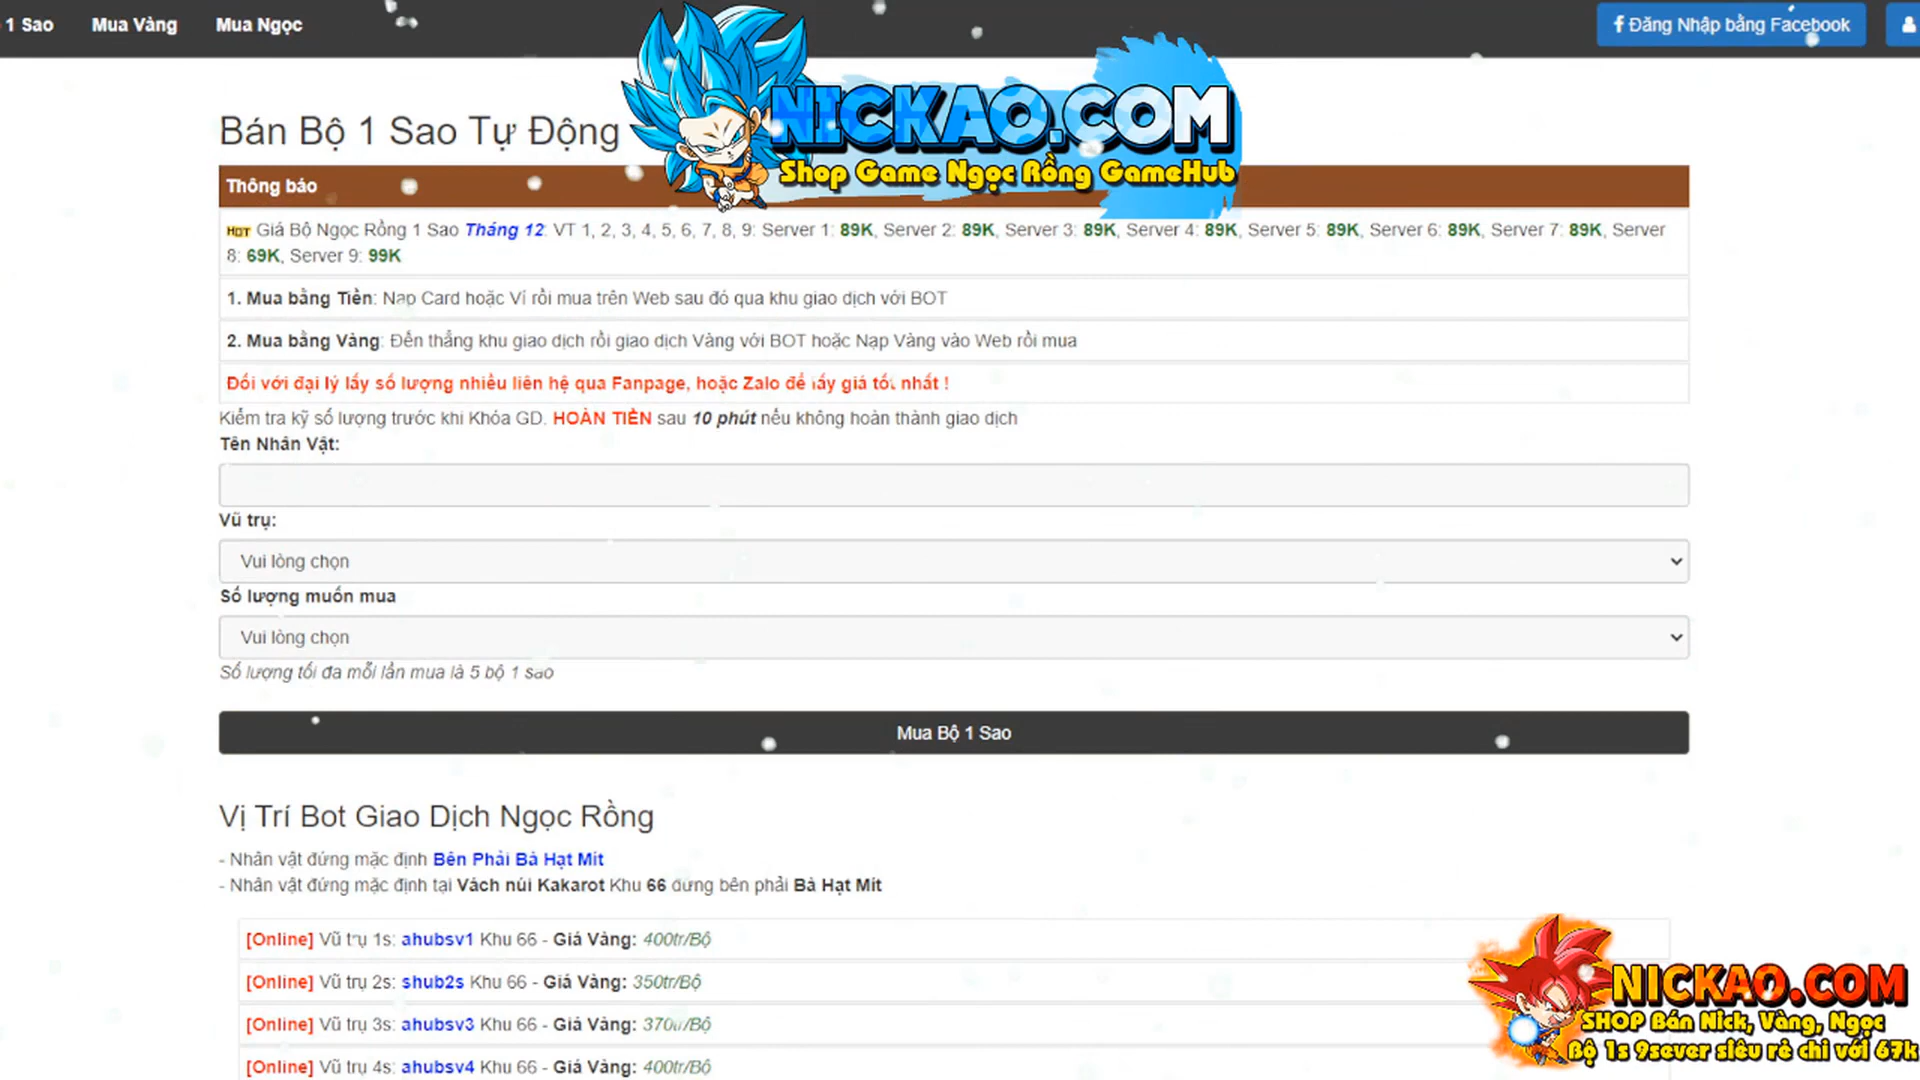 1 Sao Mua Vàng Mua Ngọc
Đăng Nhập bằng Facebook
NICKAO.COM
Shop Game Ngọc Rồng GameHub
Bán Bộ 1 Sao Tự Động
Thông báo
HOT Giá Bộ Ngọc Rồng 1 Sao Tháng 12: VT 1, 2, 3, 4, 5, 6, 7, 8, 9: Server 1: 89K, Server 2: 89K, Server 3: 89K, Server 4: 89K, Server 5: 89K, Server 6: 89K, Server 7: 89K, Server
8: 69K, Server 9: 99K
1. Mua bằng Tiền: Nạp Card hoặc Ví rồi mua trên Web sau đó qua khu giao dịch với BOT
2. Mua bằng Vàng: Đến thẳng khu giao dịch rồi giao dịch Vàng với BOT hoặc Nạp Vàng vào Web rồi mua
Đối với đại lý lấy số lượng nhiều liên hệ qua Fanpage, hoặc Zalo để lấy giá tốt nhất !
Kiểm tra kỹ số lượng trước khi Khóa GD. HOÀN TIỀN sau 10 phút nếu không hoàn thành giao dịch
Tên Nhân Vật:
Vũ trụ:
Vui lòng chọn
Số lượng muốn mua
Vui lòng chọn
Số lượng tối đa mỗi lần mua là 5 bộ 1 sao
Mua Bộ 1 Sao
Vị Trí Bot Giao Dịch Ngọc Rồng
- Nhân vật đứng mặc định Bên Phải Bà Hạt Mít
- Nhân vật đứng mặc định tại Vách núi Kakarot Khu 66 đứng bên phải Bà Hạt Mít
[Online] Vũ trụ 1s: ahubsv1 Khu 66 - Giá Vàng: 400tr/Bộ
[Online] Vũ trụ 2s: shub2s Khu 66 - Giá Vàng: 350tr/Bộ
[Online] Vũ trụ 3s: ahubsv3 Khu 66 - Giá Vàng: 370tr/Bộ
[Online] Vũ trụ 4s: ahubsv4 Khu 66 - Giá Vàng: 400tr/Bộ
NICKAO.COM
SHOP Bán Nick, Vàng, Ngọc
Bộ 1s 9sever siêu rẻ chỉ với 67k